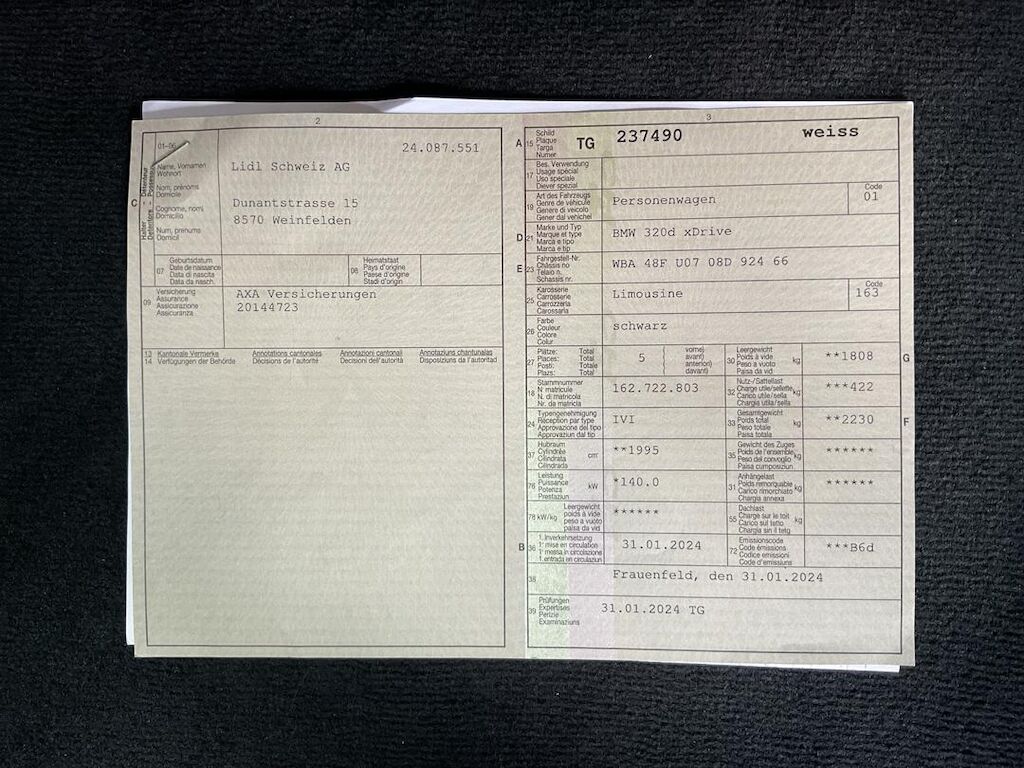 2
01-06
24.087.551
C
Halter - Détenteur
Detentore - Possessur
Name, Vornamen
Wohnort
Nom, prénoms
Domicile
Cognome, nomi
Domicilio
Num, prenums
Domicil
Lidl Schweiz AG
Dunantstrasse 15
8570 Weinfelden
07
Geburtsdatum
Date de naissance
Data di nascita
Data da nasch.
08
Heimatstaat
Pays d'origine
Paese d'origine
Stadi d'origin
09
Versicherung
Assurance
Assicurazione
Assicuranza
AXA Versicherungen
20144723
13 Kantonale Vermerke Annotations cantonales Annotazioni cantonali Annotaziuns chantunalas
14 Verfügungen der Behörde Décisions de l'autorité Decisioni dell'autorità Disposiziuns da l'autoritad
3
A 15
Schild
Plaque
Targa
Numer
TG 237490 weiss
17
Bes. Verwendung
Usage spécial
Uso speciale
Diever spezial
19
Art des Fahrzeugs
Genre de véhicule
Genere di veicolo
Gener dal vehichel
Personenwagen
Code
01
D 21
Marke und Typ
Marque et type
Marca e tipo
Marca e tip
BMW 320d xDrive
E 23
Fahrgestell-Nr.
Châssis no
Telaio n.
Schassis nr.
WBA 48F U07 08D 924 66
25
Karosserie
Carrosserie
Carrozzeria
Carossaria
Limousine
Code
163
26
Farbe
Couleur
Colore
Colur
schwarz
27
Plätze: Total
Places: Total
Posti: Totale
Plazs: Total
5
vorne)
avant)
anteriori)
davant)
30
Leergewicht
Poids à vide
Peso a vuoto
Paisa da vid
kg
**1808
G
18
Stammnummer
N° matricule
N. di matricola
Nr. da matricla
162.722.803
32
Nutz-/Sattellast
Charge utile/sellette
Carico utile/sella
Chargia utila/sella
kg
***422
24
Typengenehmigung
Réception par type
Approvazione del tipo
Approvaziun dal tip
IVI
33
Gesamtgewicht
Poids total
Peso totale
Paisa totala
kg
**2230
F
37
Hubraum
Cylindrée
Cilindrata
Cilindrada
cm³
**1995
35
Gewicht des Zuges
Poids de l'ensemble
Peso del convoglio
Paisa cumposiziun
kg
******
76
Leistung
Puissance
Potenza
Prestaziun
kW
*140.0
31
Anhängelast
Poids remorquable
Carico rimorchiato
Chargia annexa
kg
******
78 kW/kg
Leergewicht
poids à vide
peso a vuoto
paisa da vid
******
55
Dachlast
Charge sur le toit
Carico sul tetto
Chargia sin il tetg
kg
B 36
1. Inverkehrsetzung
1re mise en circulation
1a messa in circolazione
1. entrada en circulaziun
31.01.2024
72
Emissionscode
Code émissions
Codice emissioni
Code d'emissiuns
***B6d
38
Frauenfeld, den 31.01.2024
39
Prüfungen
Expertises
Perizie
Examinaziuns
31.01.2024 TG